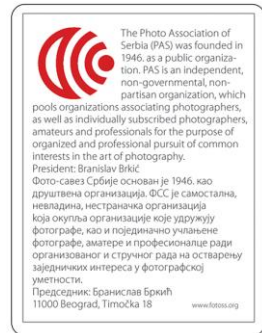 The Photo Association of
Serbia (PAS) was founded in
1946. as a public organiza-
tion. PAS is an independent,
non-governmental, non-
partisan organization, which
pools organizations associating photographers,
as well as individually subscribed photographers,
amateurs and professionals for the purpose of
organized and professional pursuit of common
interests in the art of photography.
President: Branislav Brkić
Фото-савез Србије основан је 1946. као
друштвена организација. ФСС је самостална,
невладина, нестраначка организација
која окупља организације које удружују
фотографе, као и појединачно учлањене
фотографе, аматере и професионалце ради
организованог и стручног рада на остварењу
заједничких интереса у фотографској
уметности.
Председник: Бранислав Бркић
11000 Beograd, Timočka 18
www.fotoss.org